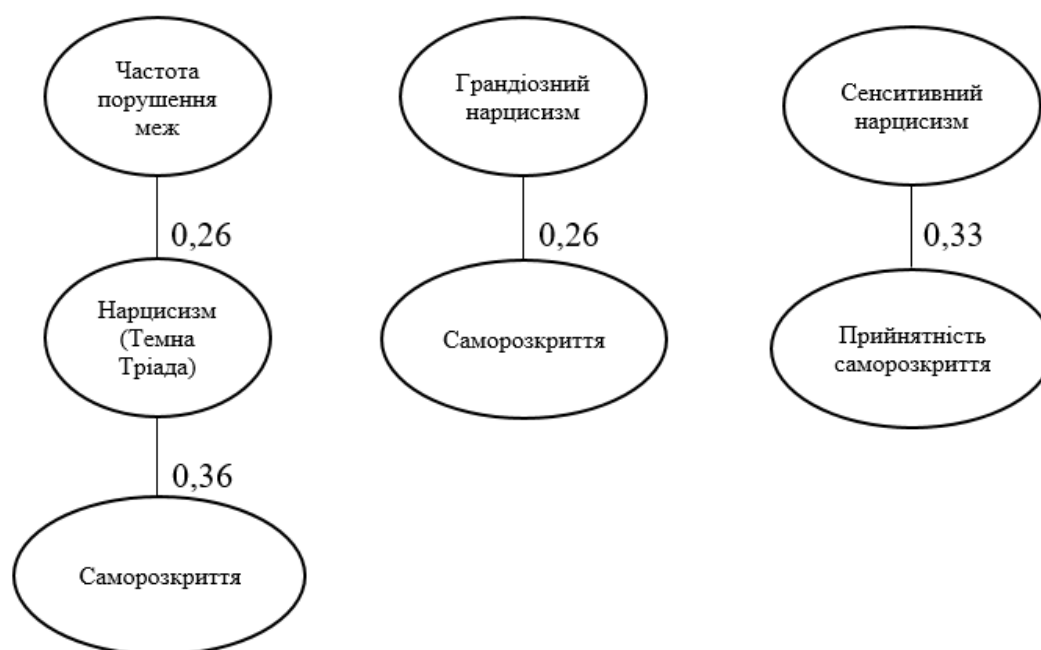 Частота
порушення
меж
0,26
Нарцисизм
(Темна
Тріада)
0,36
Саморозкриття
Грандіозний
нарцисизм
0,26
Саморозкриття
Сенситивний
нарцисизм
0,33
Прийнятність
саморозкриття